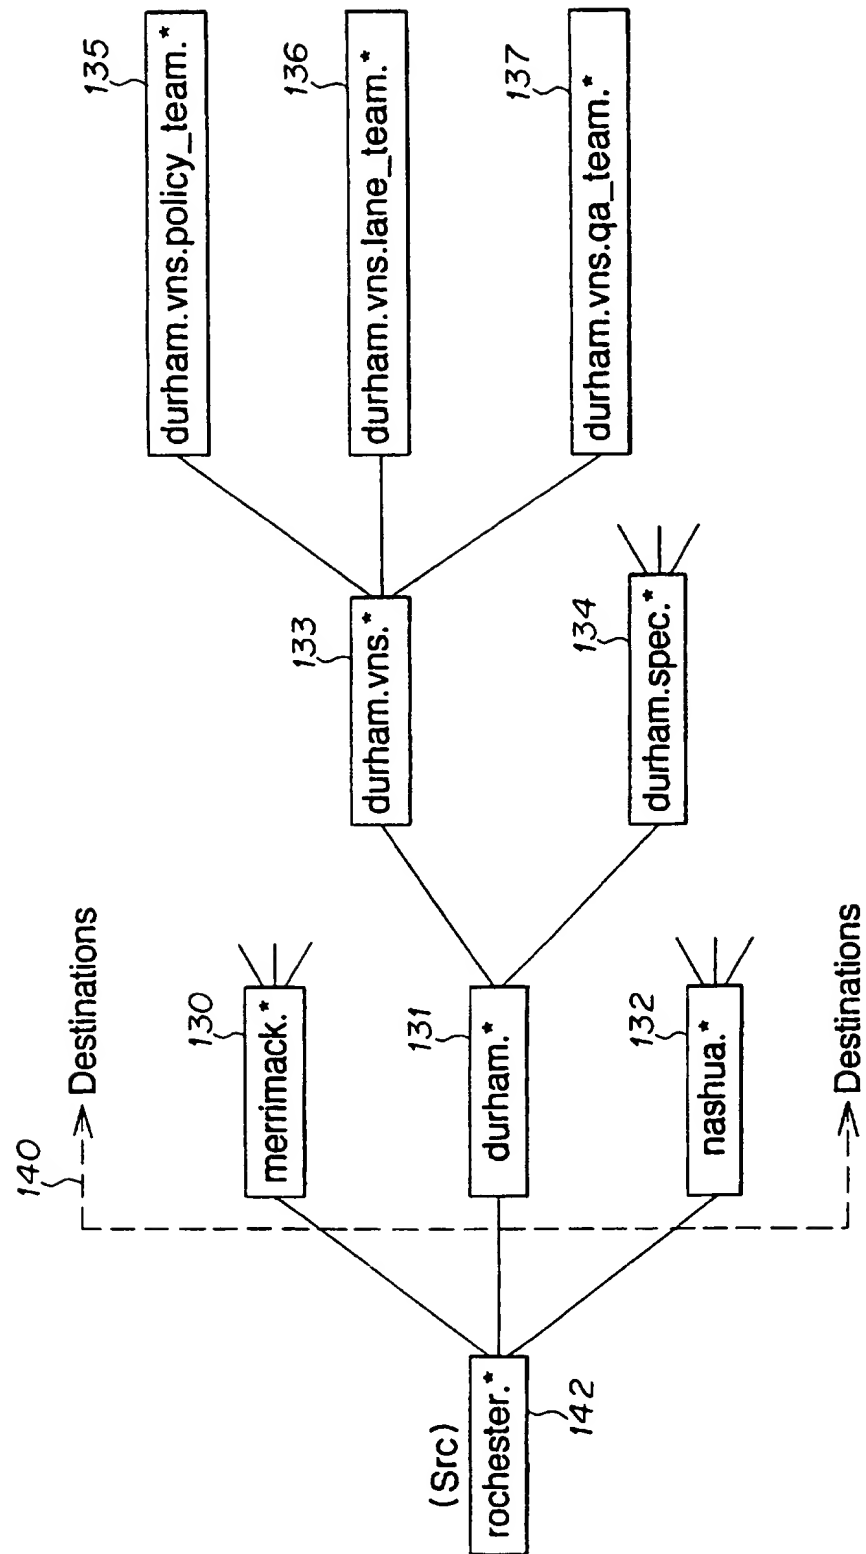 (Src)
rochester.*
142
140
Destinations
130
merrimack.*
131
durham.*
132
nashua.*
Destinations
133
durham.vns.*
134
durham.spec.*
135
durham.vns.policy_team.*
136
durham.vns.lane_team.*
137
durham.vns.qa_team.*